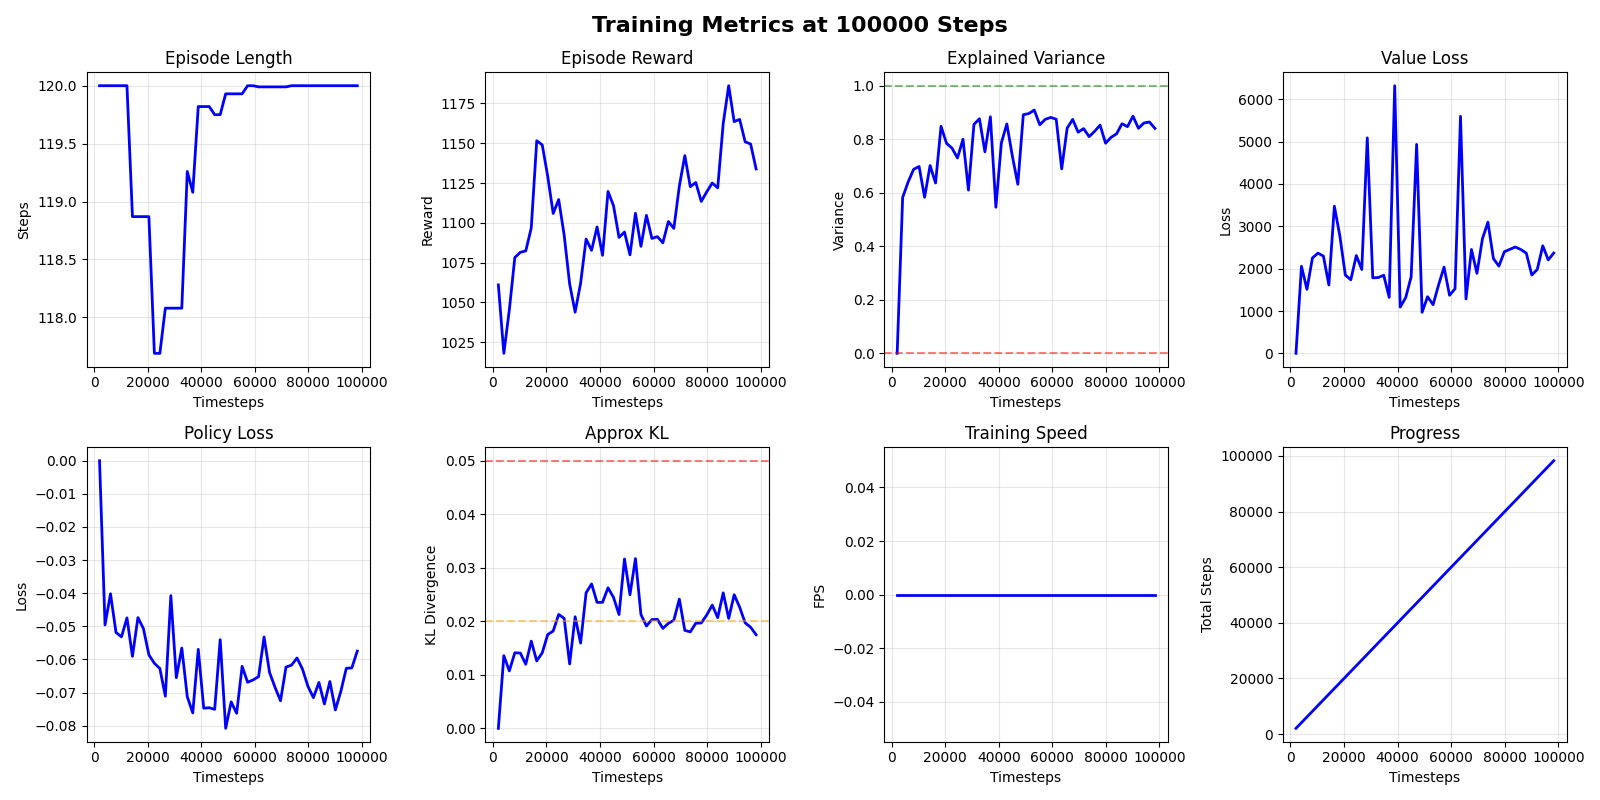 Training Metrics at 100000 Steps
Episode Length
Steps
120.0
119.5
119.0
118.5
118.0
0 20000 40000 60000 80000 100000
Timesteps
Episode Reward
Reward
1175
1150
1125
1100
1075
1050
1025
0 20000 40000 60000 80000 100000
Timesteps
Explained Variance
Variance
1.0
0.8
0.6
0.4
0.2
0.0
0 20000 40000 60000 80000 100000
Timesteps
Value Loss
Loss
6000
5000
4000
3000
2000
1000
0
0 20000 40000 60000 80000 100000
Timesteps
Policy Loss
Loss
0.00
−0.01
−0.02
−0.03
−0.04
−0.05
−0.06
−0.07
−0.08
0 20000 40000 60000 80000 100000
Timesteps
Approx KL
KL Divergence
0.05
0.04
0.03
0.02
0.01
0.00
0 20000 40000 60000 80000 100000
Timesteps
Training Speed
FPS
0.04
0.02
0.00
−0.02
−0.04
0 20000 40000 60000 80000 100000
Timesteps
Progress
Total Steps
100000
80000
60000
40000
20000
0
0 20000 40000 60000 80000 100000
Timesteps